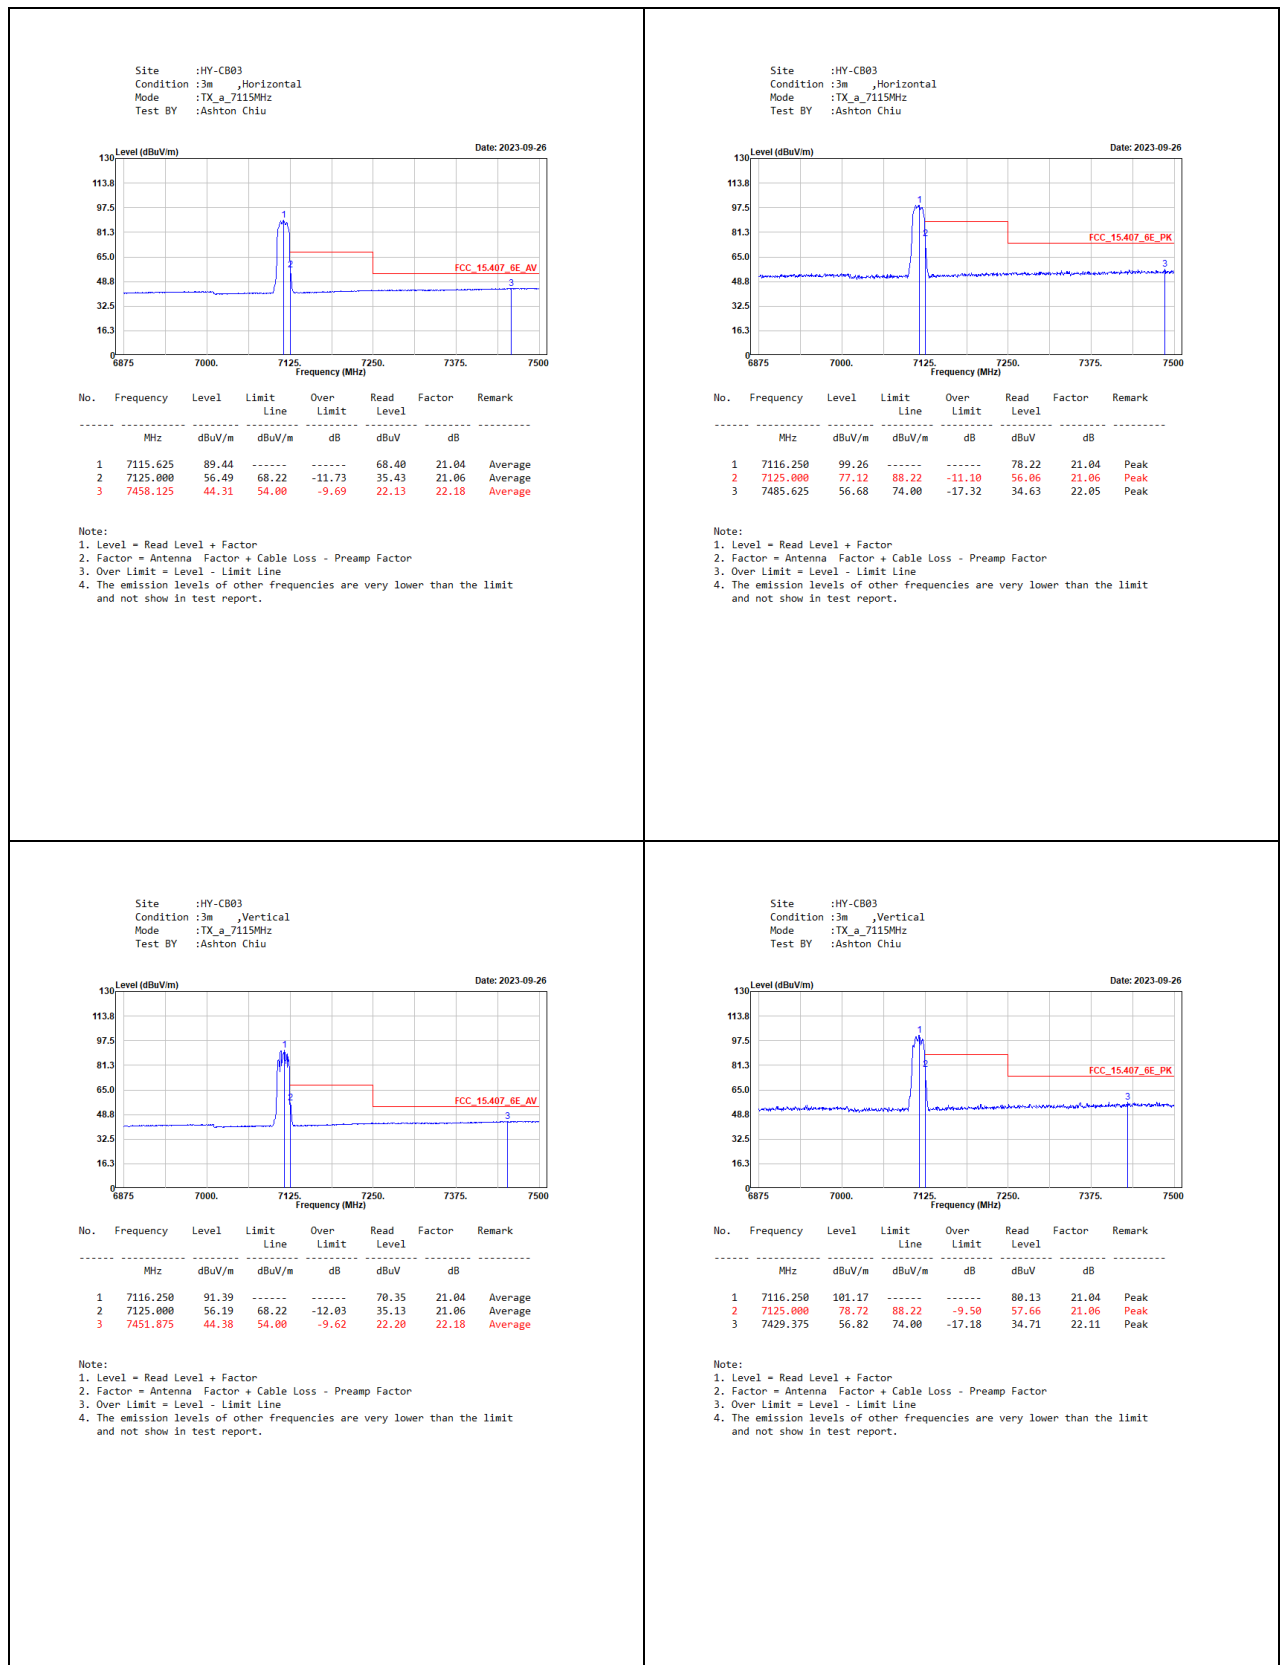 Site      :HY-CB03
Condition :3m    ,Horizontal
Mode      :TX_a_7115MHz
Test BY   :Ashton Chiu
Level (dBuV/m) Date: 2023-09-26
130
113.8
97.5
81.3
65.0
48.8
32.5
16.3
0
1
2
3
FCC_15.407_6E_AV
6875 7000. 7125. 7250. 7375. 7500
Frequency (MHz)
No. Frequency Level Limit Over Read Factor Remark
Line Limit Level
------ ----------- -------- -------- -------- -------- -------- ---------
MHz dBuV/m dBuV/m dB dBuV dB
1 7115.625 89.44 ------ ------ 68.40 21.04 Average
2 7125.000 56.49 68.22 -11.73 35.43 21.06 Average
3 7458.125 44.31 54.00 -9.69 22.13 22.18 Average
Note:
1. Level = Read Level + Factor
2. Factor = Antenna  Factor + Cable Loss - Preamp Factor
3. Over Limit = Level - Limit Line
4. The emission levels of other frequencies are very lower than the limit
and not show in test report.
Site      :HY-CB03
Condition :3m    ,Horizontal
Mode      :TX_a_7115MHz
Test BY   :Ashton Chiu
Level (dBuV/m) Date: 2023-09-26
130
113.8
97.5
81.3
65.0
48.8
32.5
16.3
0
1
2
3
FCC_15.407_6E_PK
6875 7000. 7125. 7250. 7375. 7500
Frequency (MHz)
No. Frequency Level Limit Over Read Factor Remark
Line Limit Level
------ ----------- -------- -------- -------- -------- -------- ---------
MHz dBuV/m dBuV/m dB dBuV dB
1 7116.250 99.26 ------ ------ 78.22 21.04 Peak
2 7125.000 77.12 88.22 -11.10 56.06 21.06 Peak
3 7485.625 56.68 74.00 -17.32 34.63 22.05 Peak
Note:
1. Level = Read Level + Factor
2. Factor = Antenna  Factor + Cable Loss - Preamp Factor
3. Over Limit = Level - Limit Line
4. The emission levels of other frequencies are very lower than the limit
and not show in test report.
Site      :HY-CB03
Condition :3m    ,Vertical
Mode      :TX_a_7115MHz
Test BY   :Ashton Chiu
Level (dBuV/m) Date: 2023-09-26
130
113.8
97.5
81.3
65.0
48.8
32.5
16.3
0
1
2
3
FCC_15.407_6E_AV
6875 7000. 7125. 7250. 7375. 7500
Frequency (MHz)
No. Frequency Level Limit Over Read Factor Remark
Line Limit Level
------ ----------- -------- -------- -------- -------- -------- ---------
MHz dBuV/m dBuV/m dB dBuV dB
1 7116.250 91.39 ------ ------ 70.35 21.04 Average
2 7125.000 56.19 68.22 -12.03 35.13 21.06 Average
3 7451.875 44.38 54.00 -9.62 22.20 22.18 Average
Note:
1. Level = Read Level + Factor
2. Factor = Antenna  Factor + Cable Loss - Preamp Factor
3. Over Limit = Level - Limit Line
4. The emission levels of other frequencies are very lower than the limit
and not show in test report.
Site      :HY-CB03
Condition :3m    ,Vertical
Mode      :TX_a_7115MHz
Test BY   :Ashton Chiu
Level (dBuV/m) Date: 2023-09-26
130
113.8
97.5
81.3
65.0
48.8
32.5
16.3
0
1
2
3
FCC_15.407_6E_PK
6875 7000. 7125. 7250. 7375. 7500
Frequency (MHz)
No. Frequency Level Limit Over Read Factor Remark
Line Limit Level
------ ----------- -------- -------- -------- -------- -------- ---------
MHz dBuV/m dBuV/m dB dBuV dB
1 7116.250 101.17 ------ ------ 80.13 21.04 Peak
2 7125.000 78.72 88.22 -9.50 57.66 21.06 Peak
3 7429.375 56.82 74.00 -17.18 34.71 22.11 Peak
Note:
1. Level = Read Level + Factor
2. Factor = Antenna  Factor + Cable Loss - Preamp Factor
3. Over Limit = Level - Limit Line
4. The emission levels of other frequencies are very lower than the limit
and not show in test report.